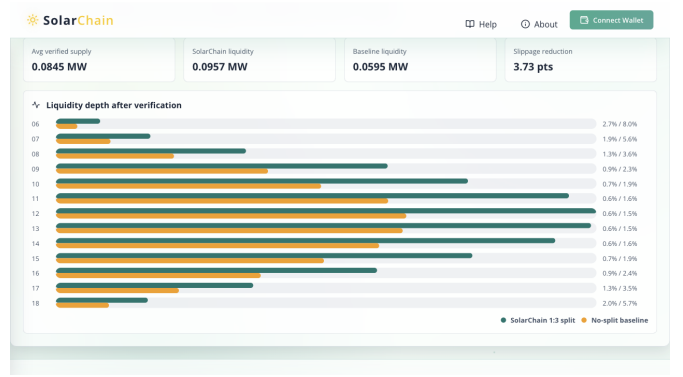 SolarChain
Help
About
Connect Wallet
Avg verified supply
0.0845 MW
SolarChain liquidity
0.0957 MW
Baseline liquidity
0.0595 MW
Slippage reduction
3.73 pts
Liquidity depth after verification
06 2.7% / 8.0%
07 1.9% / 5.6%
08 1.3% / 3.6%
09 0.9% / 2.3%
10 0.7% / 1.9%
11 0.6% / 1.6%
12 0.6% / 1.5%
13 0.6% / 1.5%
14 0.6% / 1.6%
15 0.7% / 1.9%
16 0.9% / 2.4%
17 1.3% / 3.5%
18 2.0% / 5.7%
SolarChain 1:3 split
No-split baseline